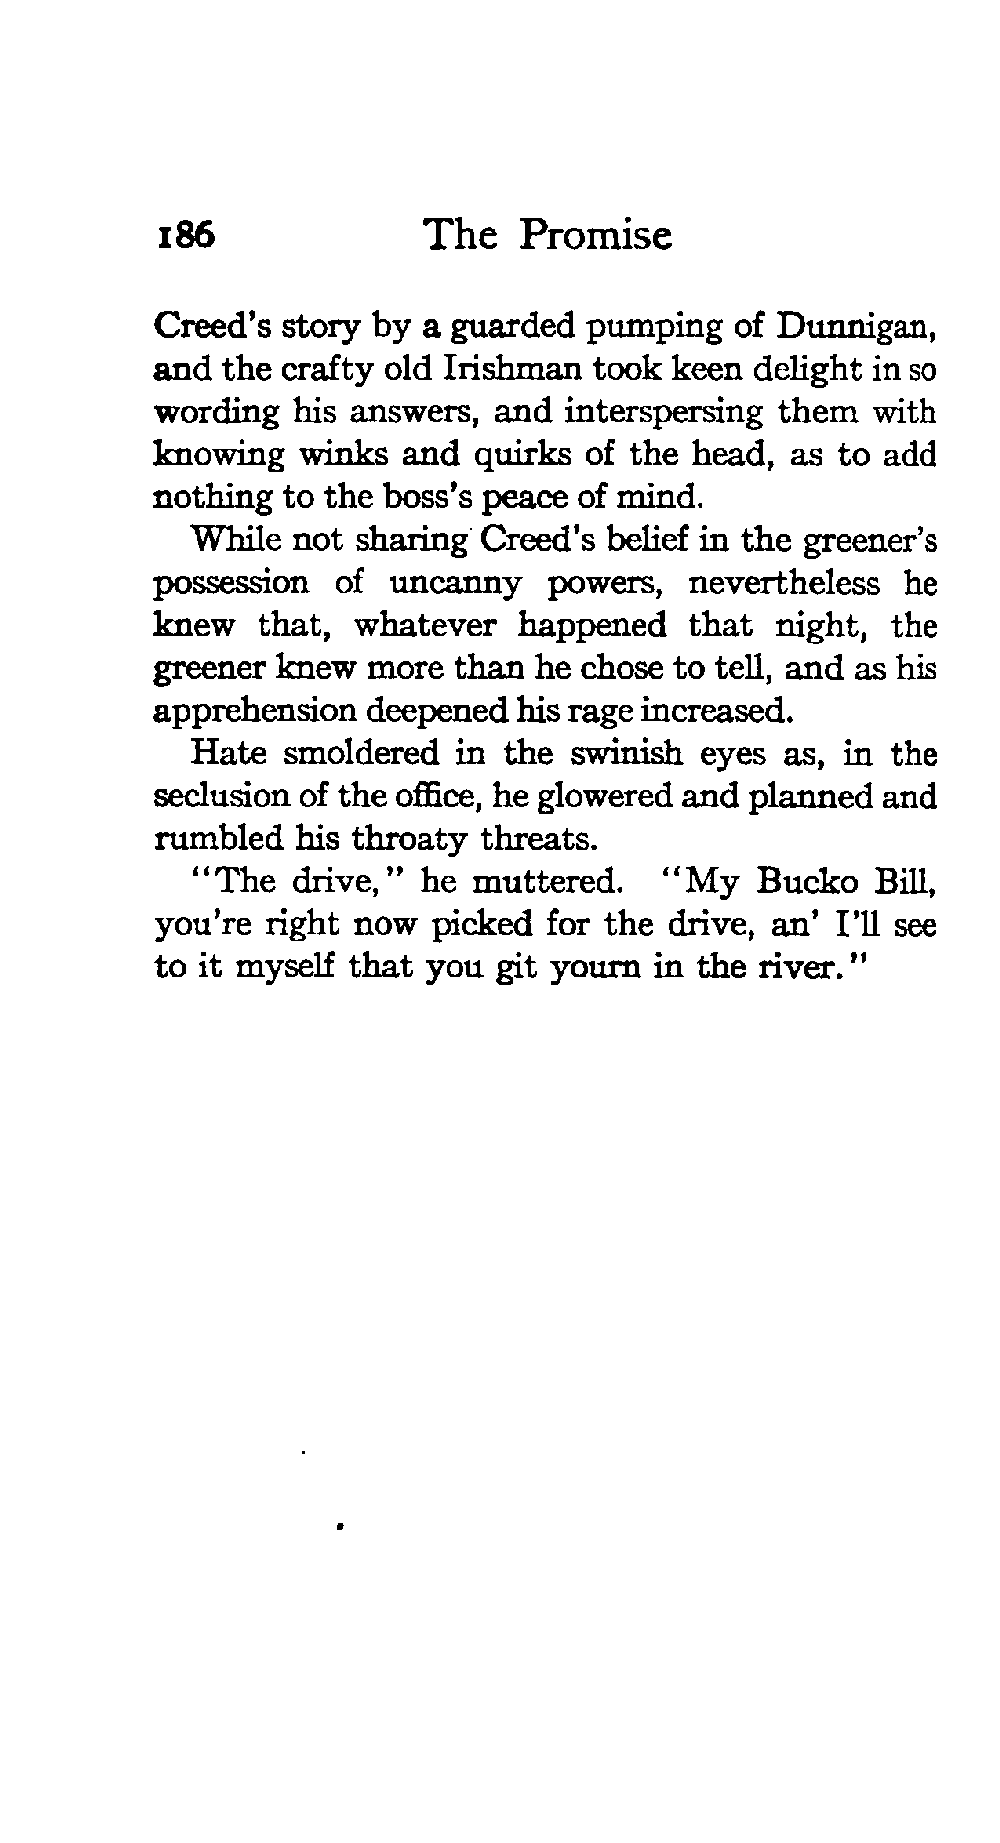 186 The Promise
Creed's story by a guarded pumping of Dunnigan,
and the crafty old Irishman took keen delight in so
wording his answers, and interspersing them with
knowing winks and quirks of the head, as to add
nothing to the boss's peace of mind.
While not sharing Creed's belief in the greener's
possession of uncanny powers, nevertheless he
knew that, whatever happened that night, the
greener knew more than he chose to tell, and as his
apprehension deepened his rage increased.
Hate smoldered in the swinish eyes as, in the
seclusion of the office, he glowered and planned and
rumbled his throaty threats.
"The drive," he muttered. "My Bucko Bill,
you're right now picked for the drive, an' I'll see
to it myself that you git yourn in the river."